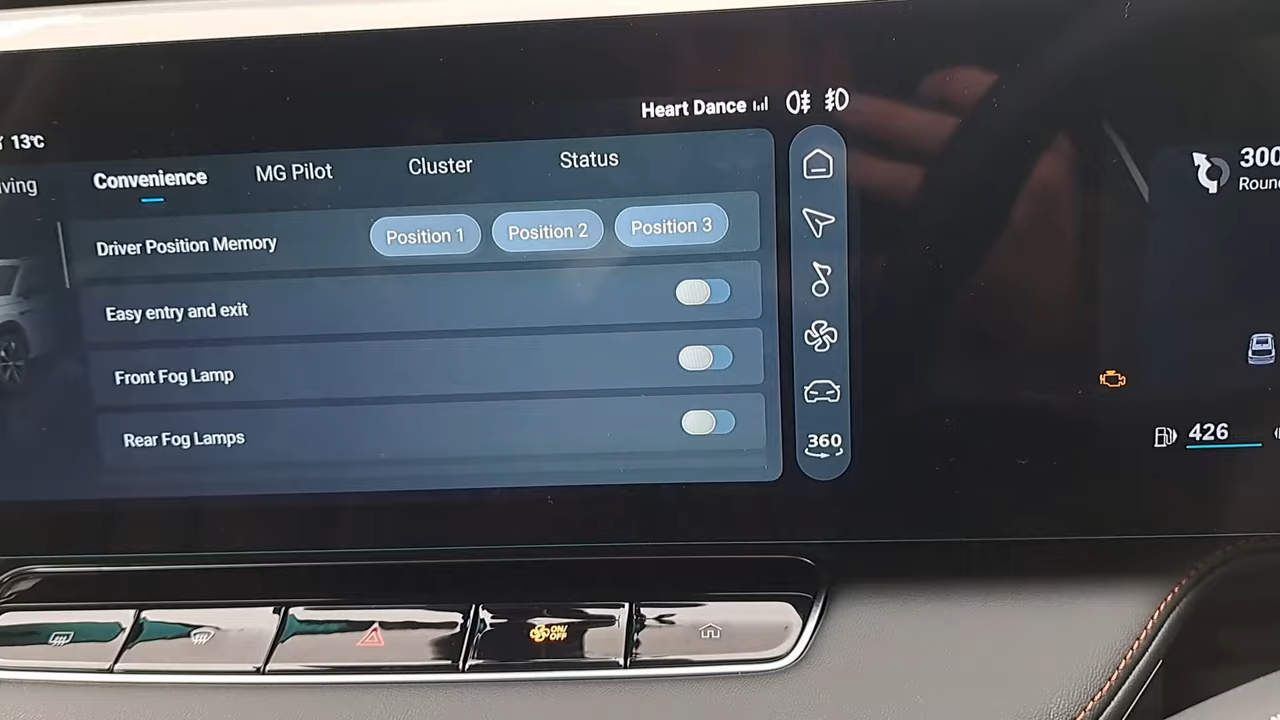 Heart Dance
13℃
iving
Convenience
MG Pilot
Cluster
Status
Driver Position Memory
Position 1
Position 2
Position 3
Easy entry and exit
Front Fog Lamp
Rear Fog Lamps
360
300
Round
426
ON/
OFF